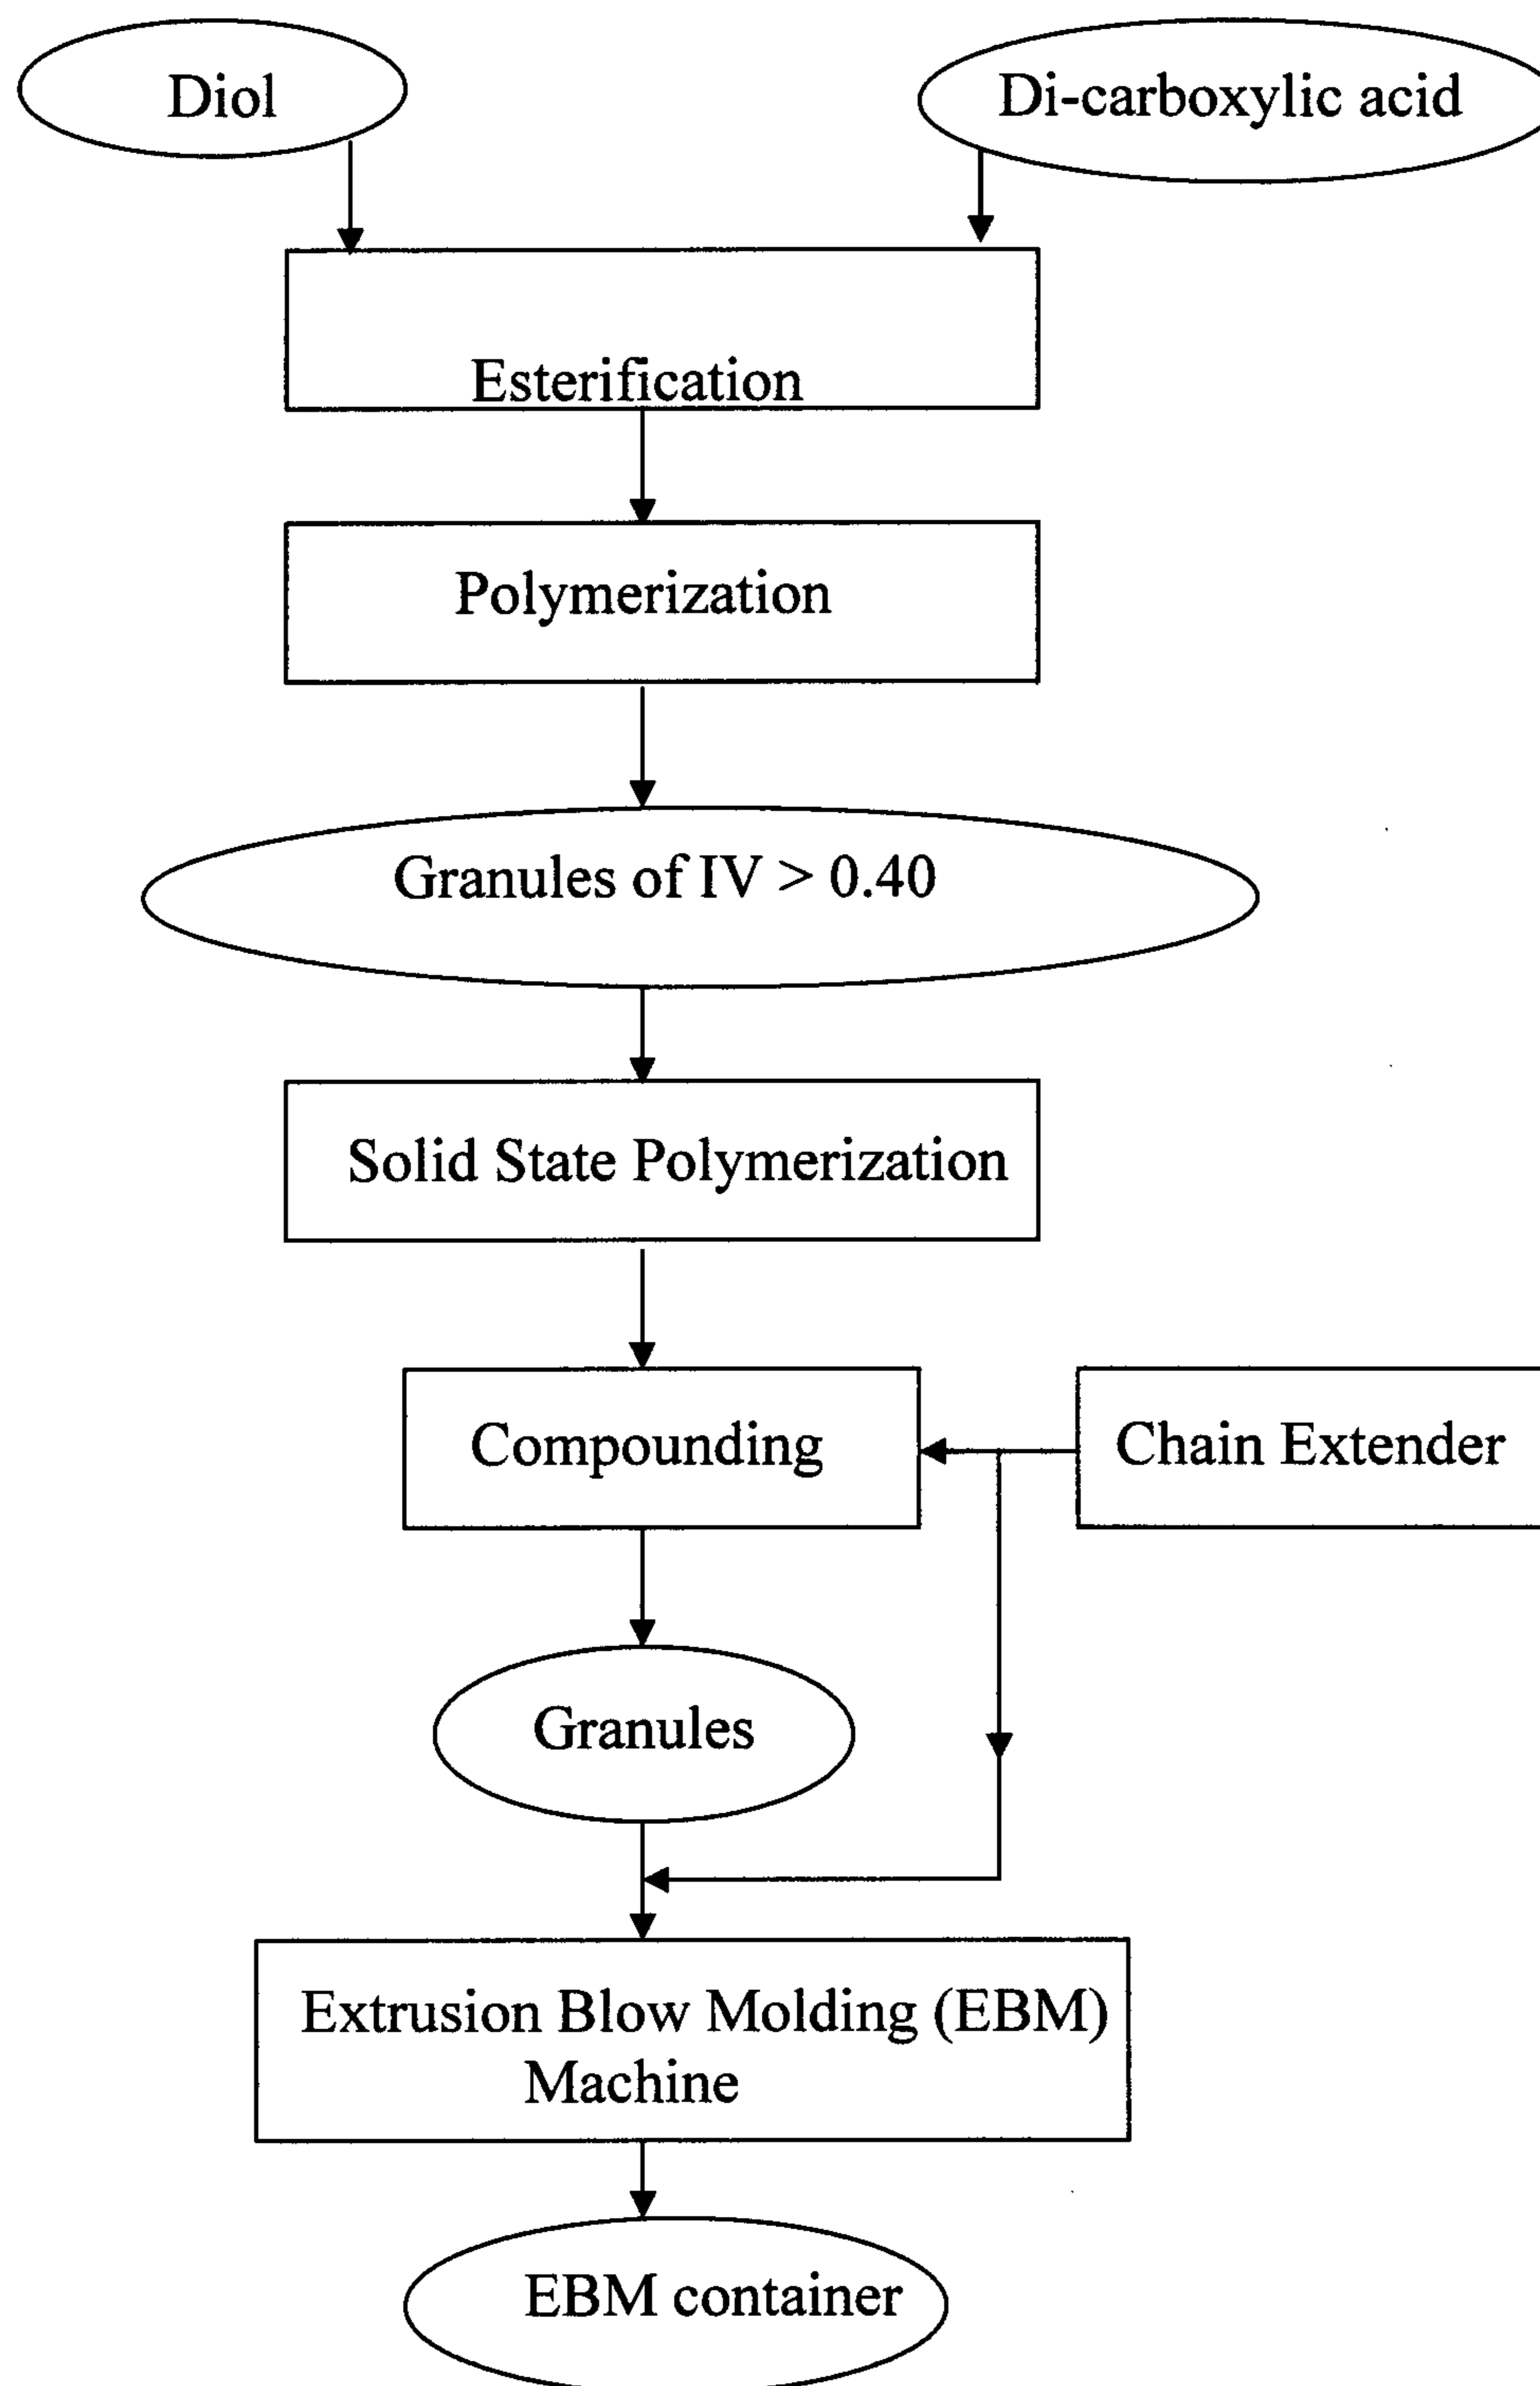 Diol
Di-carboxylic acid
Esterification
Polymerization
Granules of IV > 0.40
Solid State Polymerization
Compounding
Chain Extender
Granules
Extrusion Blow Molding (EBM)
Machine
EBM container